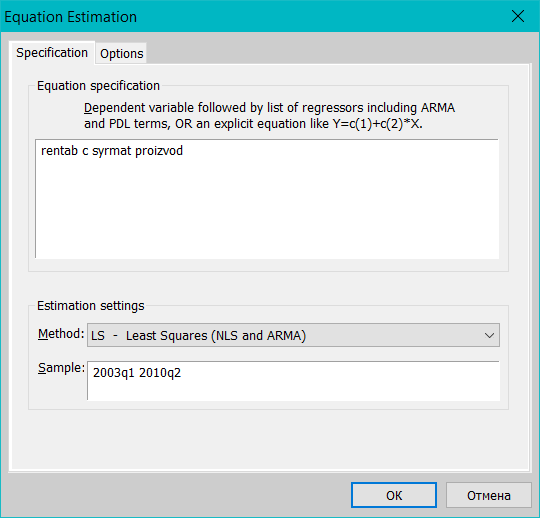 Equation Estimation
Specification
Options
Equation specification
Dependent variable followed by list of regressors including ARMA
and PDL terms, OR an explicit equation like Y=c(1)+c(2)*X.
rentab c syrmat proizvod
Estimation settings
Method: LS - Least Squares (NLS and ARMA)
Sample: 2003q1 2010q2
OK
Отмена